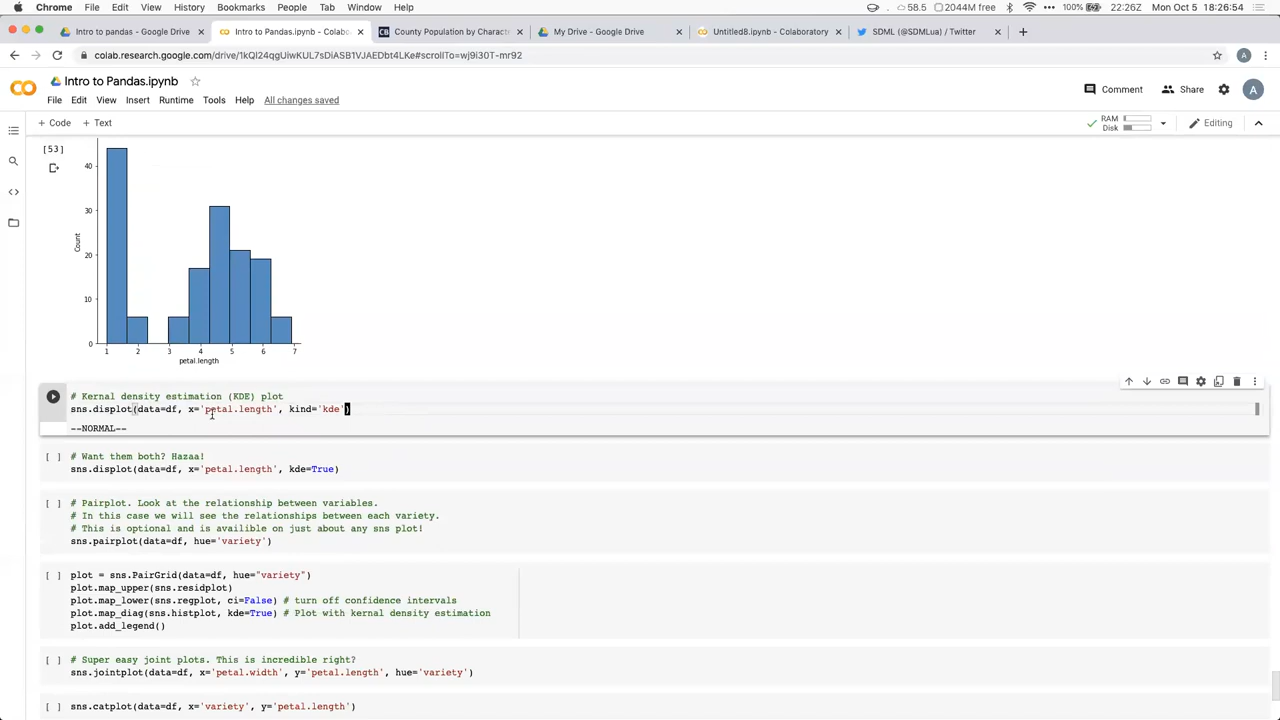 Chrome File Edit View History Bookmarks People Tab Window Help 58.5 2044M free 100% 22:26Z Mon Oct 5 18:26:54
Intro to pandas - Google Drive Intro to Pandas.ipynb - Colabo County Population by Characte My Drive - Google Drive Untitled8.ipynb - Colaboratory SDML (@SDMLua) / Twitter
colab.research.google.com/drive/1kQl24qgUiwKUL7sDiASB1VJAEDbt4LKe#scrollTo=wj9l30T-mr92 A
Intro to Pandas.ipynb
Comment Share A
File Edit View Insert Runtime Tools Help All changes saved
+ Code + Text RAM Disk Editing
[53]
40
30
20
10
0
Count
1 2 3 4 5 6 7
petal.length
# Kernal density estimation (KDE) plot
sns.displot(data=df, x='petal.length', kind='kde')
--NORMAL--
[ ] # Want them both? Hazaa!
sns.displot(data=df, x='petal.length', kde=True)
[ ] # Pairplot. Look at the relationship between variables.
# In this case we will see the relationships between each variety.
# This is optional and is availible on just about any sns plot!
sns.pairplot(data=df, hue='variety')
[ ] plot = sns.PairGrid(data=df, hue="variety")
plot.map_upper(sns.residplot)
plot.map_lower(sns.regplot, ci=False) # turn off confidence intervals
plot.map_diag(sns.histplot, kde=True) # Plot with kernal density estimation
plot.add_legend()
[ ] # Super easy joint plots. This is incredible right?
sns.jointplot(data=df, x='petal.width', y='petal.length', hue='variety')
[ ] sns.catplot(data=df, x='variety', y='petal.length')